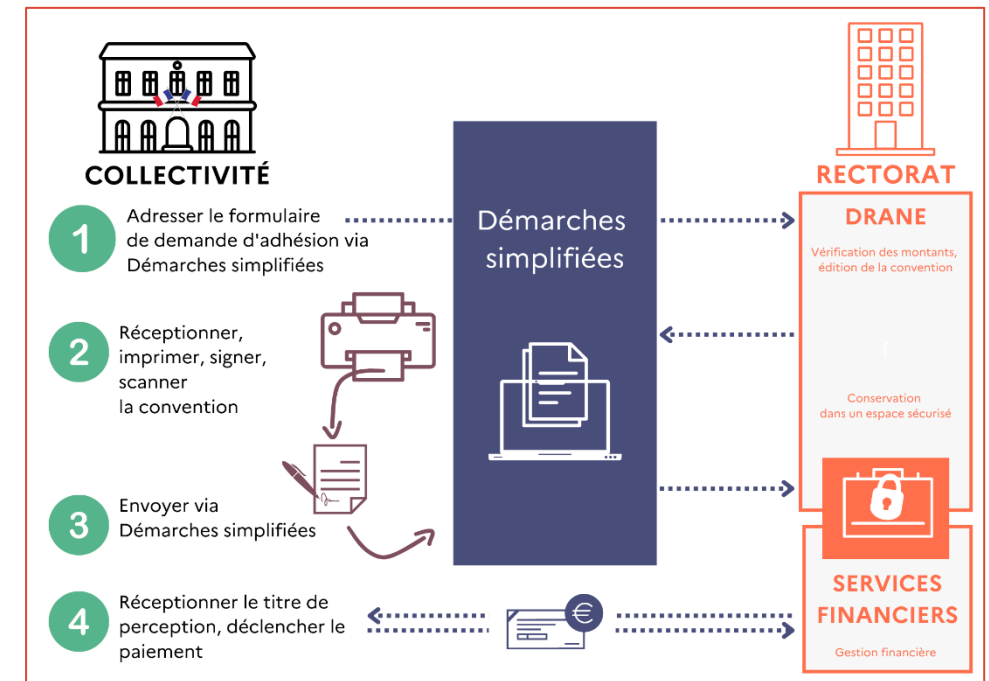 COLLECTIVITÉ
1
Adresser le formulaire
de demande d'adhésion via
Démarches simplifiées
2
Réceptionner,
imprimer, signer,
scanner
la convention
3
Envoyer via
Démarches simplifiées
4
Réceptionner le titre de
perception, déclencher le
paiement
Démarches
simplifiées
€
RECTORAT
DRANE
Vérification des montants,
édition de la convention
f
Conservation
dans un espace sécurisé
SERVICES
FINANCIERS
Gestion financière